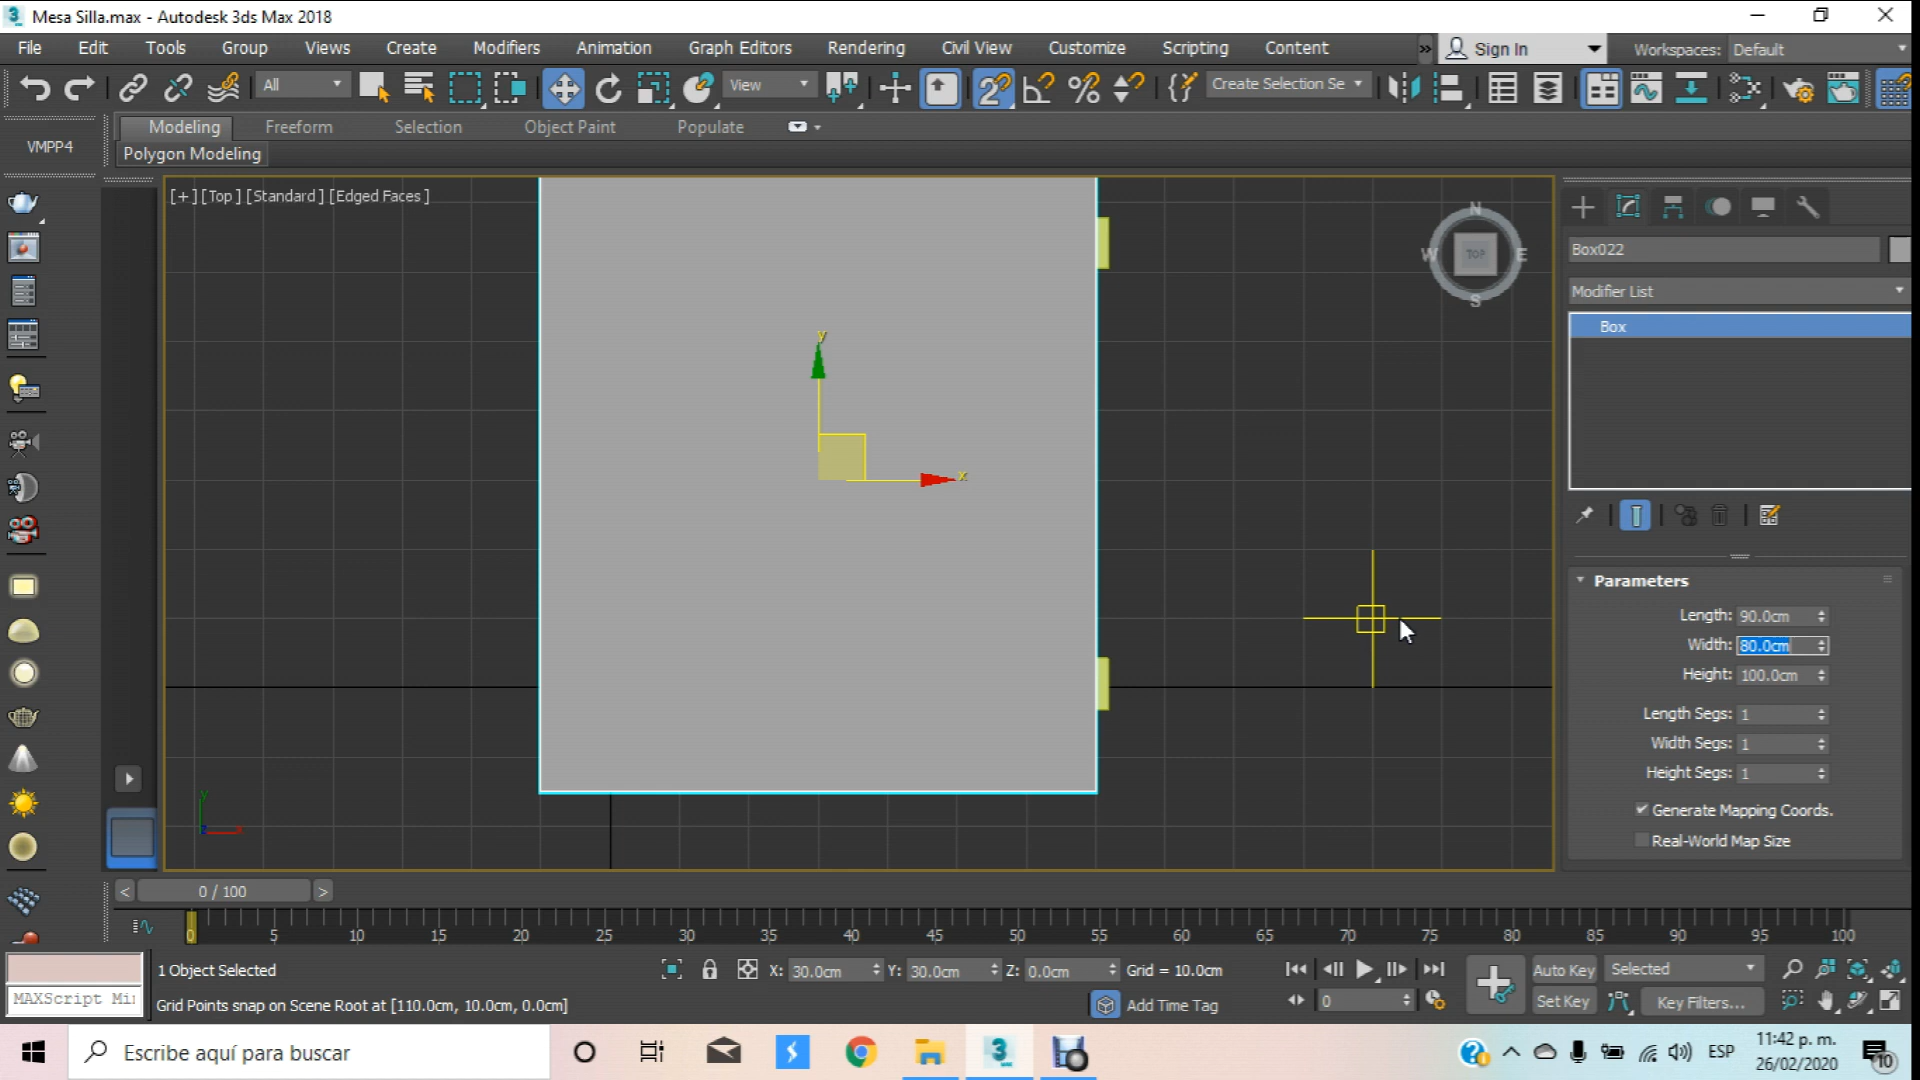 Mesa Silla.max - Autodesk 3ds Max 2018
File Edit Tools Group Views Create Modifiers Animation Graph Editors Rendering Civil View Customize Scripting Content » Sign In Workspaces: Default
All View Create Selection Se
Modeling Freeform Selection Object Paint Populate
VMPP4
Polygon Modeling
[+] [Top] [Standard] [Edged Faces]
N
W TOP E
S
y
x
Box022
Modifier List
Box
Parameters
Length: 90.0cm
Width: 80.0cm
Height: 100.0cm
Length Segs: 1
Width Segs: 1
Height Segs: 1
Generate Mapping Coords.
Real-World Map Size
< 0 / 100 >
0 5 10 15 20 25 30 35 40 45 50 55 60 65 70 75 80 85 90 95 100
1 Object Selected X: 30.0cm Y: 30.0cm Z: 0.0cm Grid = 10.0cm Auto Key Selected
MAXScript Mi Grid Points snap on Scene Root at [110.0cm, 10.0cm, 0.0cm] Add Time Tag 0 Set Key Key Filters...
Escribe aquí para buscar ESP 11:42 p. m.
26/02/2020 10